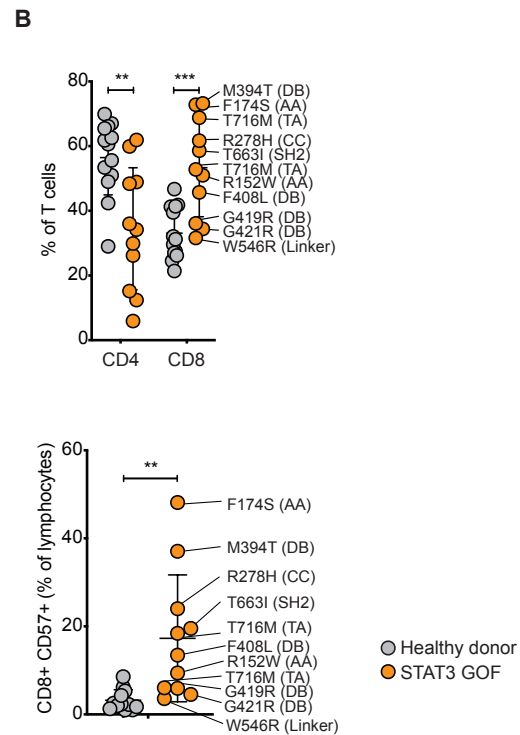 B
% of T cells
80
60
40
20
0
** ***
M394T (DB)
F174S (AA)
T716M (TA)
R278H (CC)
T663I (SH2)
T716M (TA)
R152W (AA)
F408L (DB)
G419R (DB)
G421R (DB)
W546R (Linker)
CD4 CD8
CD8+ CD57+ (% of lymphocytes)
60
40
20
0
**
F174S (AA)
M394T (DB)
R278H (CC)
T663I (SH2)
T716M (TA)
F408L (DB)
R152W (AA)
T716M (TA)
G419R (DB)
G421R (DB)
W546R (Linker)
Healthy donor
STAT3 GOF